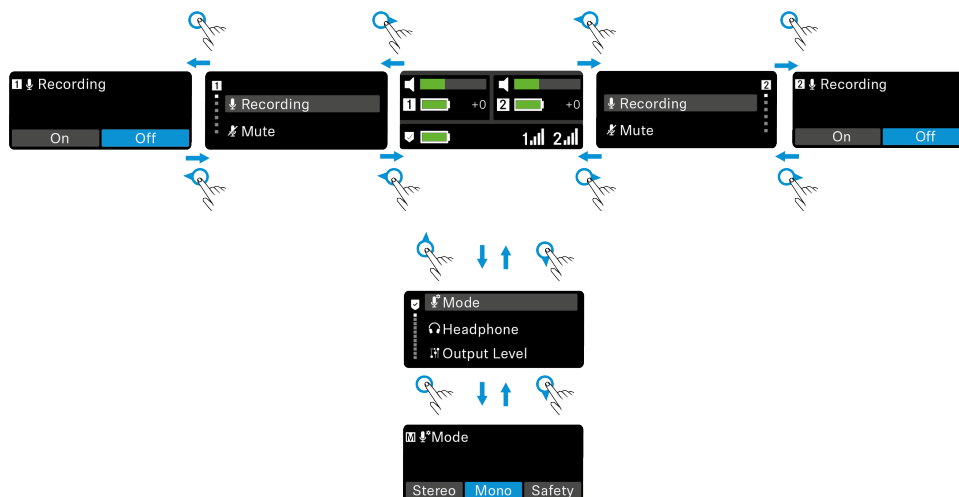 1 Recording
On Off
1
Recording
Mute
1 +0 2 +0
1 2
2
Recording
Mute
2 Recording
On Off
Mode
Headphone
Output Level
M Mode
Stereo Mono Safety